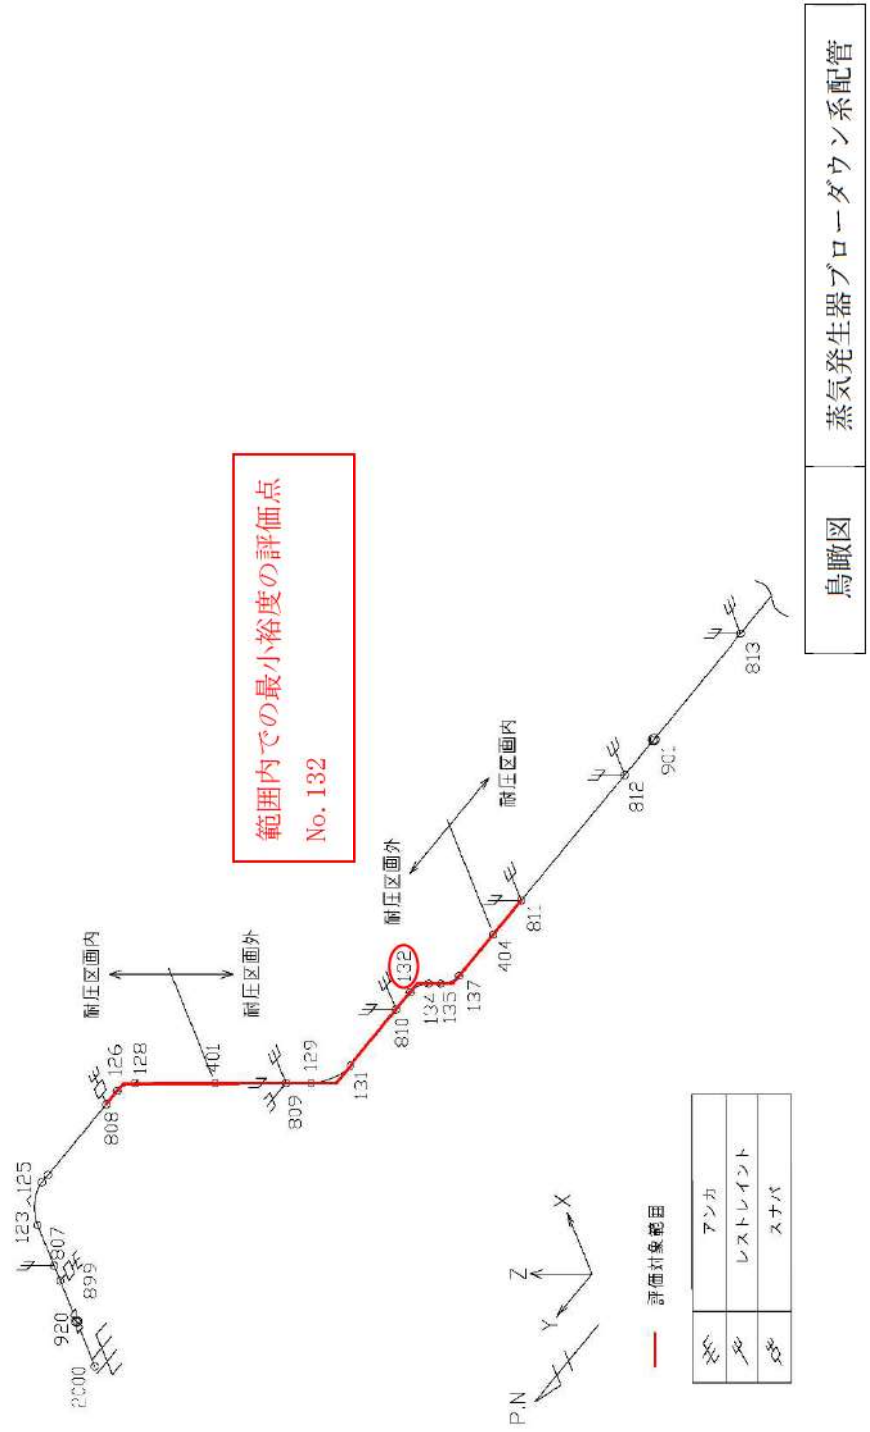 2000
920
899
807
123
125
808
126
128
401
耐圧区画内
耐圧区画外
809
129
131
範囲内での最小裕度の評価点
No. 132
810
132
134
135
137
404
耐圧区画外
耐圧区画内
811
812
901
813
P.N
Z
Y
X
評価対象範囲
アンカ
レストレイント
スナバ
鳥瞰図
蒸気発生器ブローダウン系配管